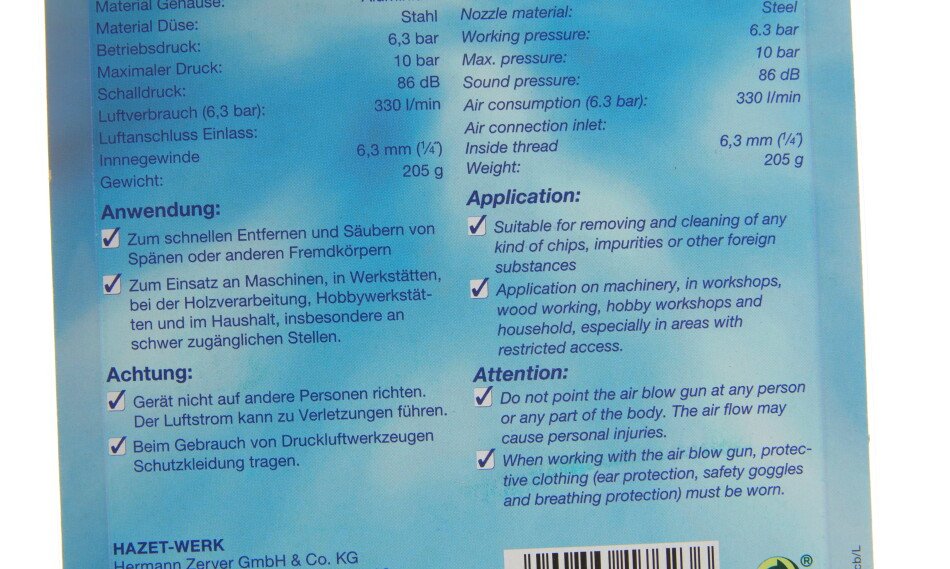 Material Gehäuse:
Material Düse: Stahl
Betriebsdruck: 6,3 bar
Maximaler Druck: 10 bar
Schalldruck: 86 dB
Luftverbrauch (6,3 bar): 330 l/min
Luftanschluss Einlass:
Innnegewinde 6,3 mm (¼")
Gewicht: 205 g
Anwendung:
Zum schnellen Entfernen und Säubern von
Spänen oder anderen Fremdkörpern
Zum Einsatz an Maschinen, in Werkstätten,
bei der Holzverarbeitung, Hobbywerkstät-
ten und im Haushalt, insbesondere an
schwer zugänglichen Stellen.
Achtung:
Gerät nicht auf andere Personen richten.
Der Luftstrom kann zu Verletzungen führen.
Beim Gebrauch von Druckluftwerkzeugen
Schutzkleidung tragen.
HAZET-WERK
Hermann Zerver GmbH & Co. KG
Nozzle material: Steel
Working pressure: 6.3 bar
Max. pressure: 10 bar
Sound pressure: 86 dB
Air consumption (6.3 bar): 330 l/min
Air connection inlet:
Inside thread 6,3 mm (¼")
Weight: 205 g
Application:
Suitable for removing and cleaning of any
kind of chips, impurities or other foreign
substances
Application on machinery, in workshops,
wood working, hobby workshops and
household, especially in areas with
restricted access.
Attention:
Do not point the air blow gun at any person
or any part of the body. The air flow may
cause personal injuries.
When working with the air blow gun, protec-
tive clothing (ear protection, safety goggles
and breathing protection) must be worn.
®
cb/L